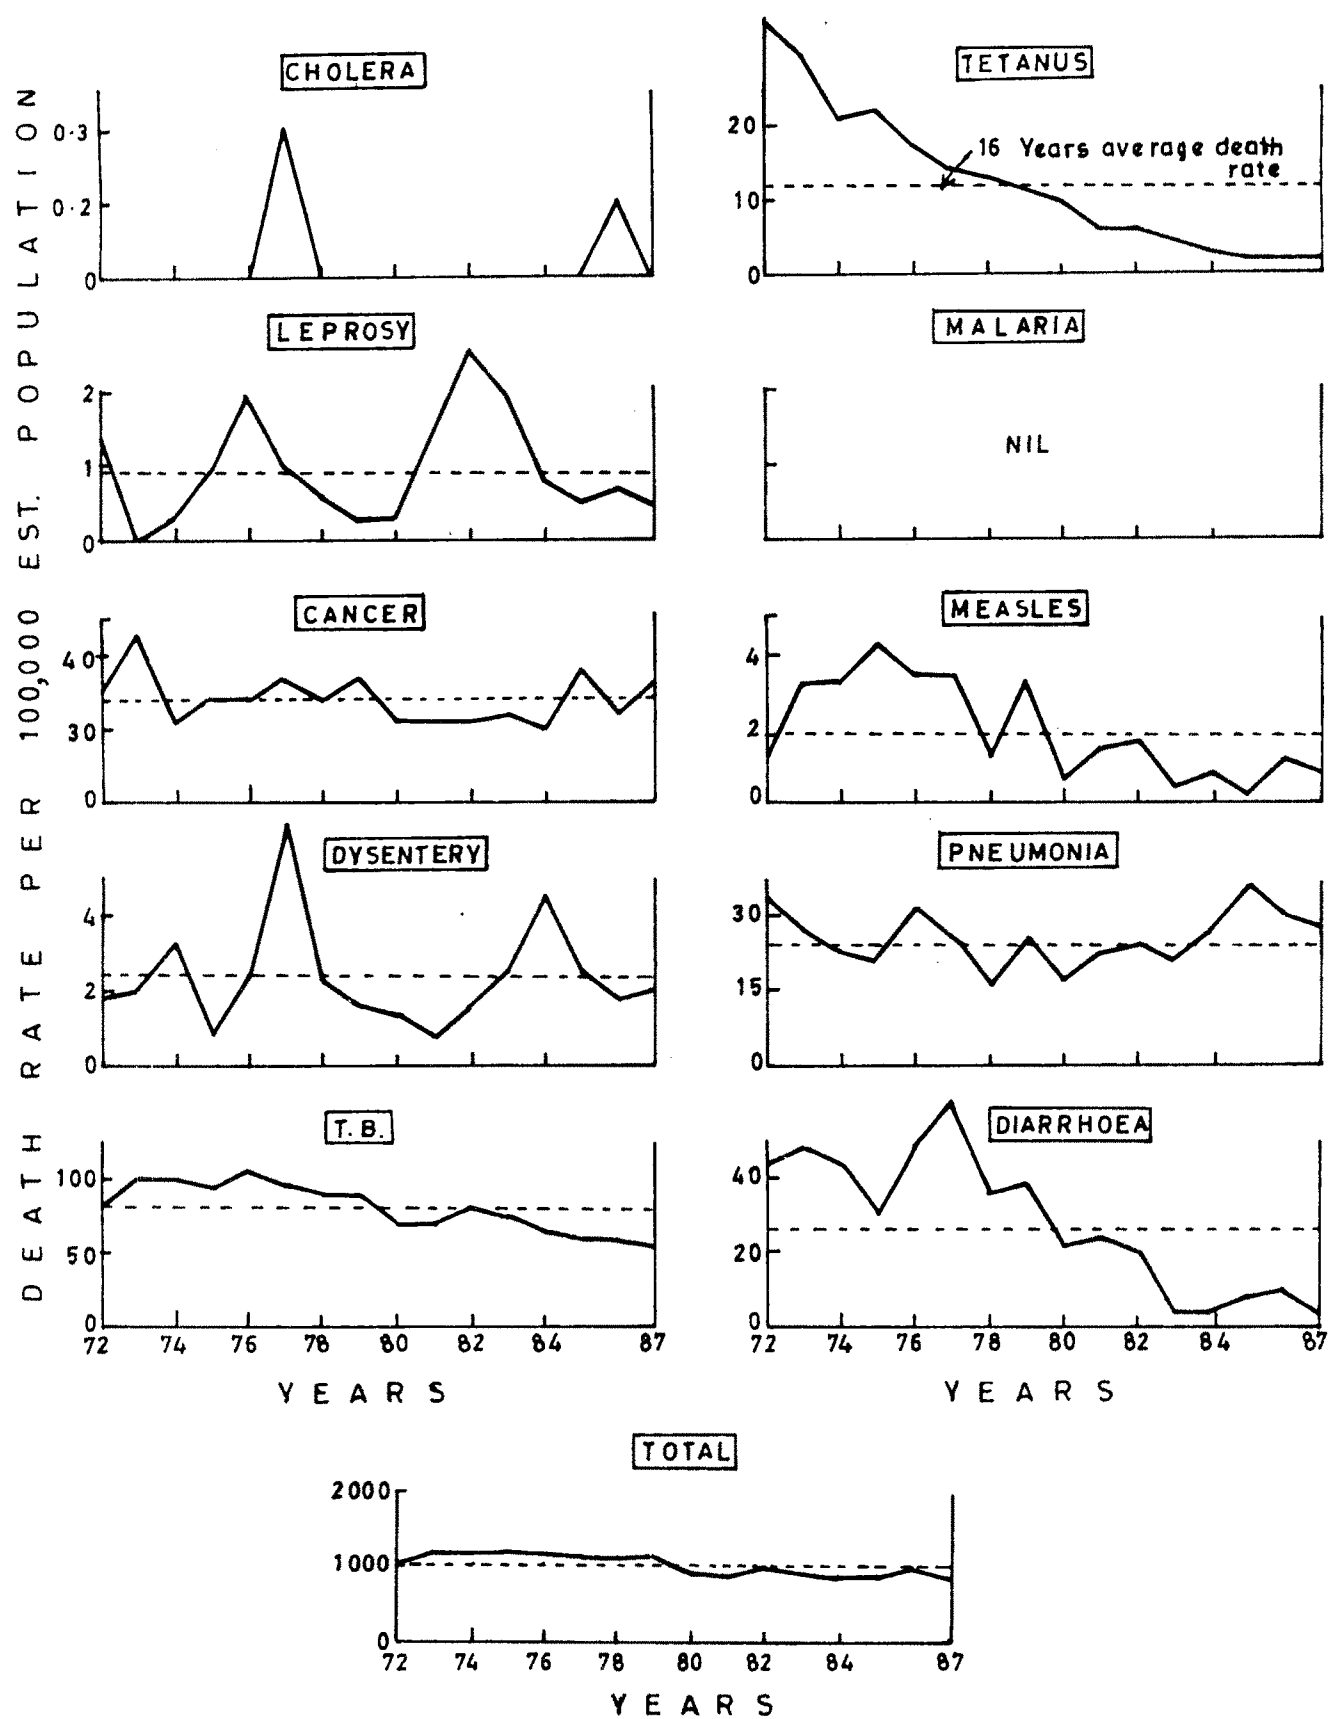 DEATH RATE PER 100,000 EST. POPULATION
CHOLERA
0·3
0·2
0
TETANUS
20
10
0
16 Years average death
rate
LEPROSY
2
1
0
MALARIA
NIL
CANCER
40
30
0
MEASLES
4
2
0
DYSENTERY
4
2
0
PNEUMONIA
30
15
0
T.B.
100
50
0
72 74 76 78 80 82 84 87
YEARS
DIARRHOEA
40
20
0
72 74 76 78 80 82 84 87
YEARS
TOTAL
2000
1000
0
72 74 76 78 80 82 84 87
YEARS